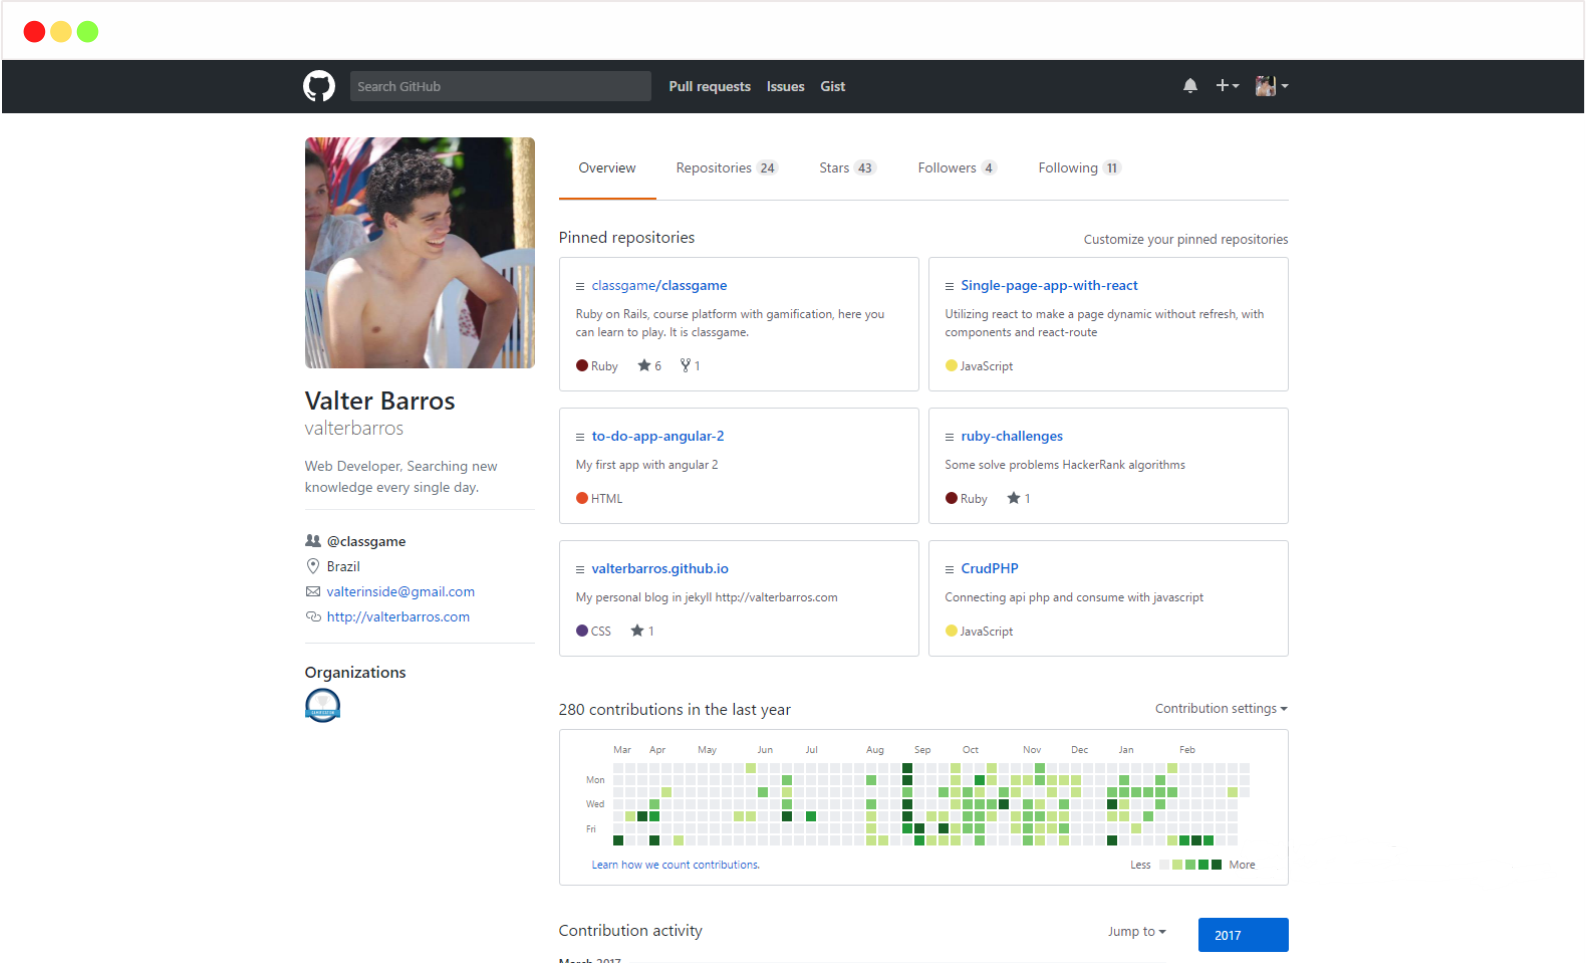 Search GitHub
Pull requests
Issues
Gist
Overview
Repositories 24
Stars 43
Followers 4
Following 11
Valter Barros
valterbarros
Web Developer, Searching new
knowledge every single day.
@classgame
Brazil
valterinside@gmail.com
http://valterbarros.com
Organizations
Pinned repositories
Customize your pinned repositories
classgame/classgame
Ruby on Rails, course platform with gamification, here you
can learn to play. It is classgame.
Ruby 6 1
Single-page-app-with-react
Utilizing react to make a page dynamic without refresh, with
components and react-route
JavaScript
to-do-app-angular-2
My first app with angular 2
HTML
ruby-challenges
Some solve problems HackerRank algorithms
Ruby 1
valterbarros.github.io
My personal blog in jekyll http://valterbarros.com
CSS 1
CrudPHP
Connecting api php and consume with javascript
JavaScript
280 contributions in the last year
Contribution settings
Mar Apr May Jun Jul Aug Sep Oct Nov Dec Jan Feb
Mon
Wed
Fri
Learn how we count contributions.
Less More
Contribution activity
Jump to
2017
March 2017